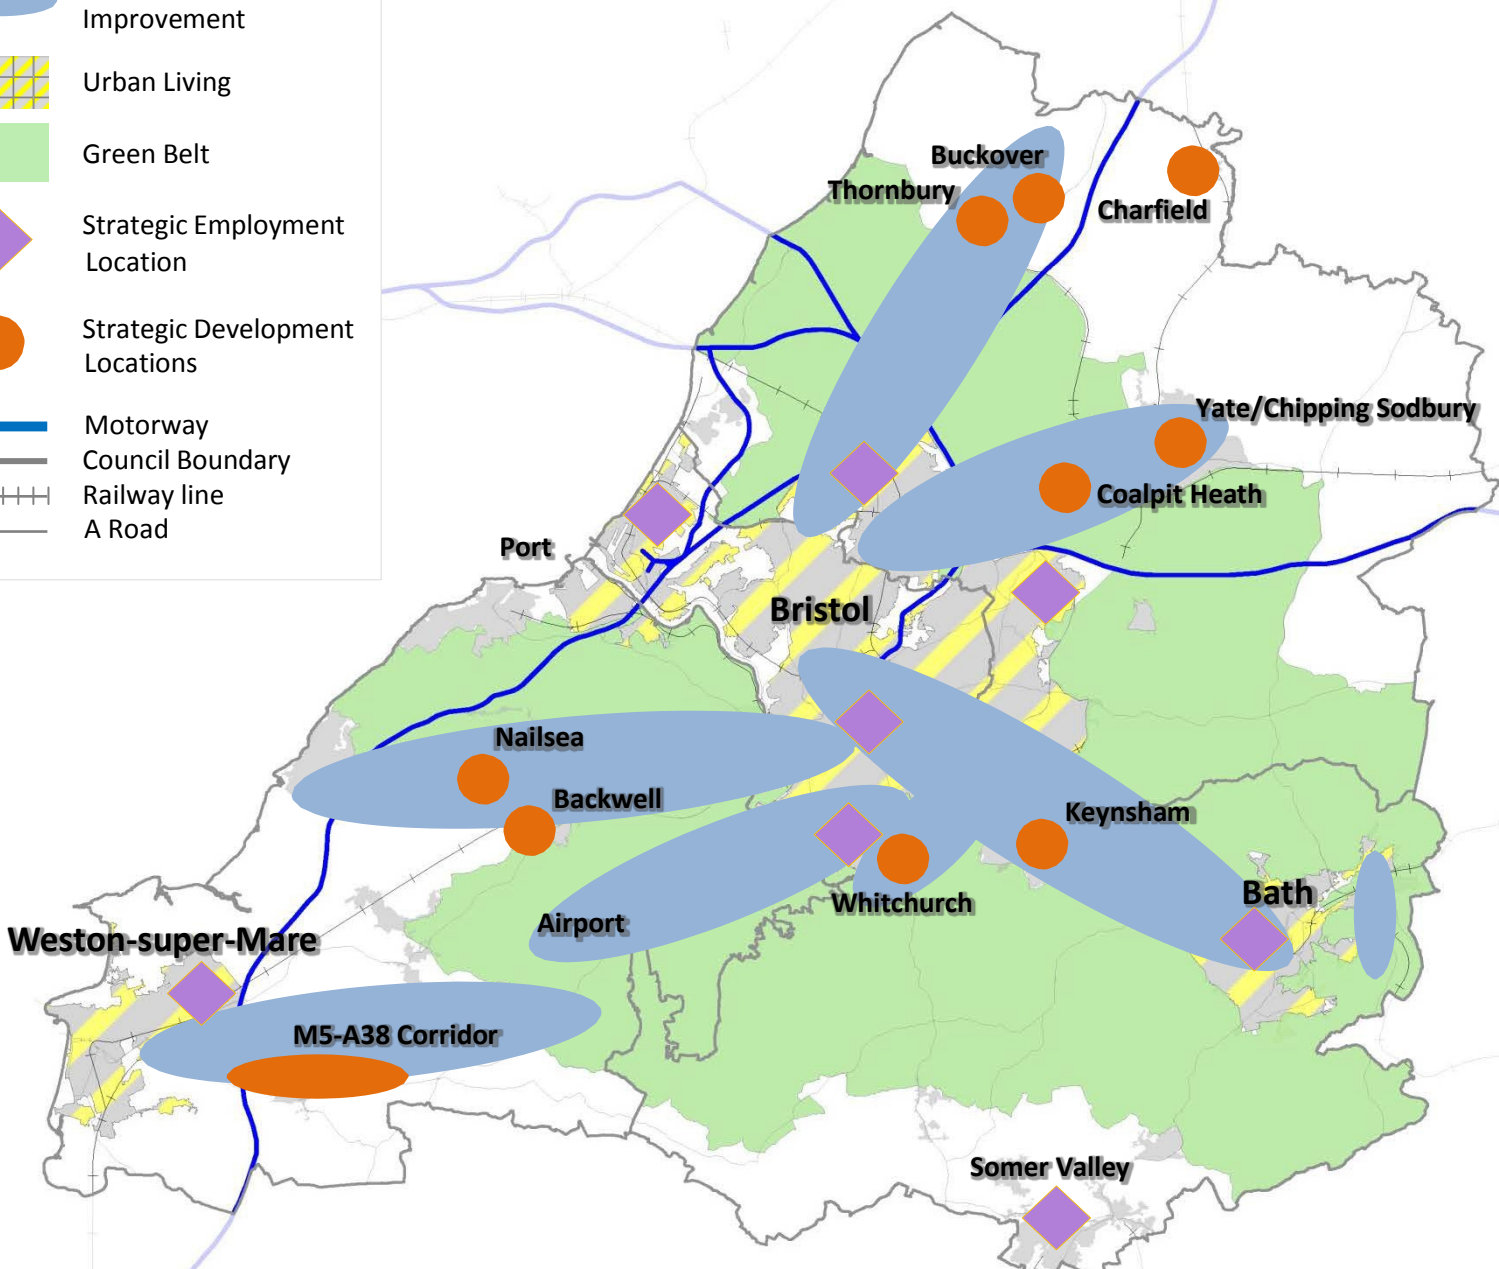 Improvement
Urban Living
Green Belt
Strategic Employment
Location
Strategic Development
Locations
Motorway
Council Boundary
Railway line
A Road
Buckover
Thornbury
Charfield
Yate/Chipping Sodbury
Coalpit Heath
Port
Bristol
Nailsea
Backwell
Keynsham
Bath
Whitchurch
Airport
Weston-super-Mare
M5-A38 Corridor
Somer Valley